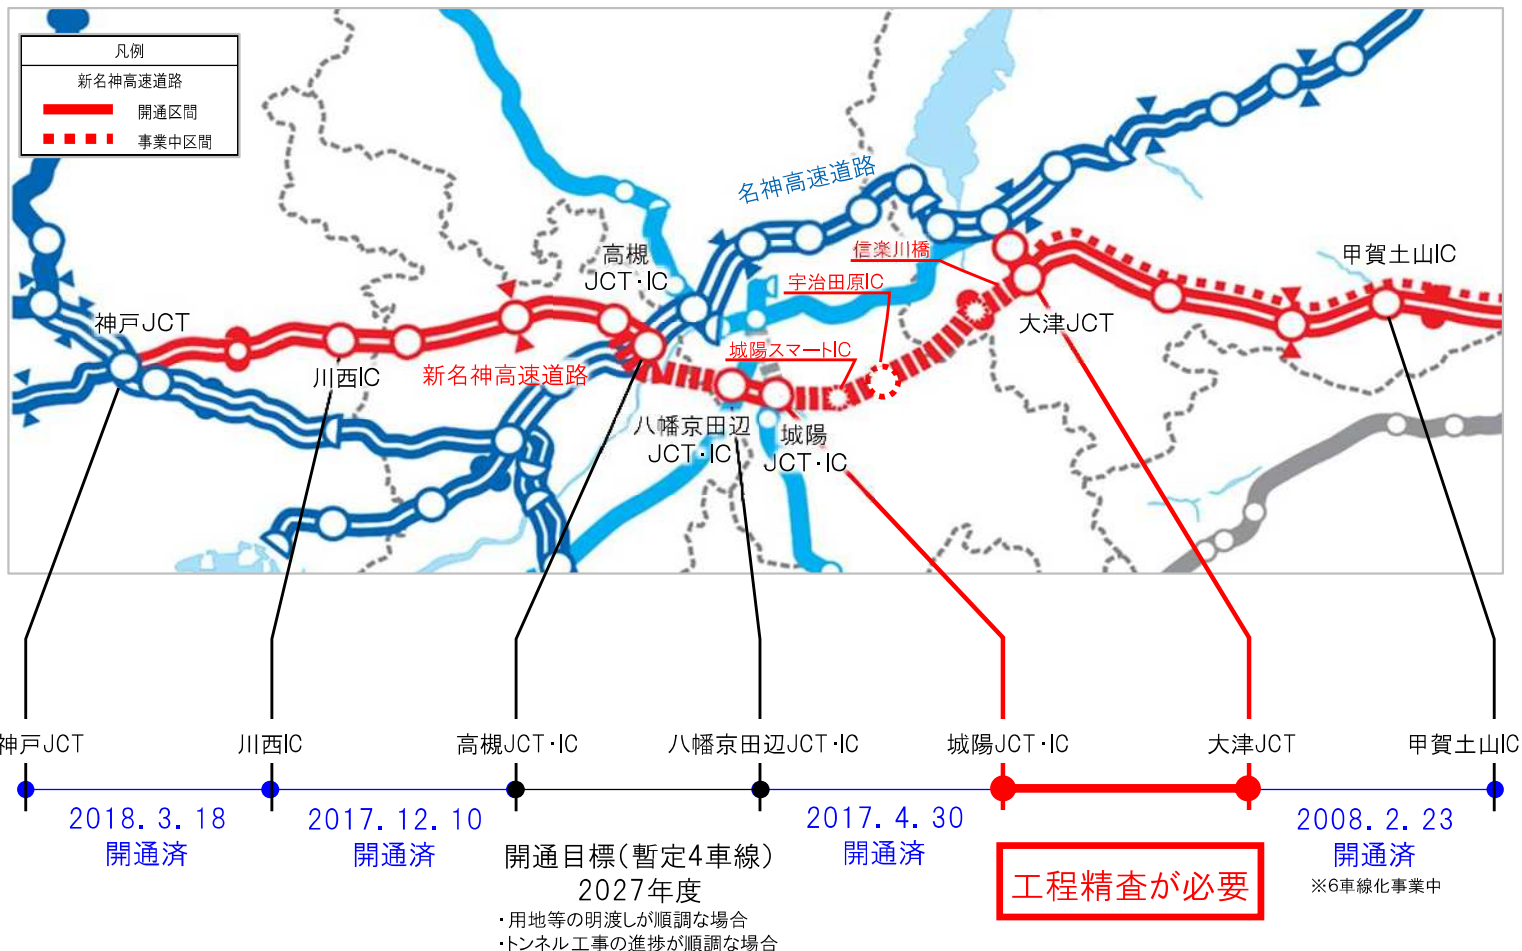 凡例
新名神高速道路
開通区間
事業中区間
名神高速道路
高槻
JCT・IC
信楽川橋
宇治田原IC
甲賀土山IC
神戸JCT
大津JCT
城陽スマートIC
川西IC
新名神高速道路
八幡京田辺
JCT・IC
城陽
JCT・IC
神戸JCT
川西IC
高槻JCT・IC
八幡京田辺JCT・IC
城陽JCT・IC
大津JCT
甲賀土山IC
2018. 3. 18
開通済
2017. 12. 10
開通済
開通目標(暫定4車線)
2027年度
・用地等の明渡しが順調な場合
・トンネル工事の進捗が順調な場合
2017. 4. 30
開通済
工程精査が必要
2008. 2. 23
開通済
※6車線化事業中